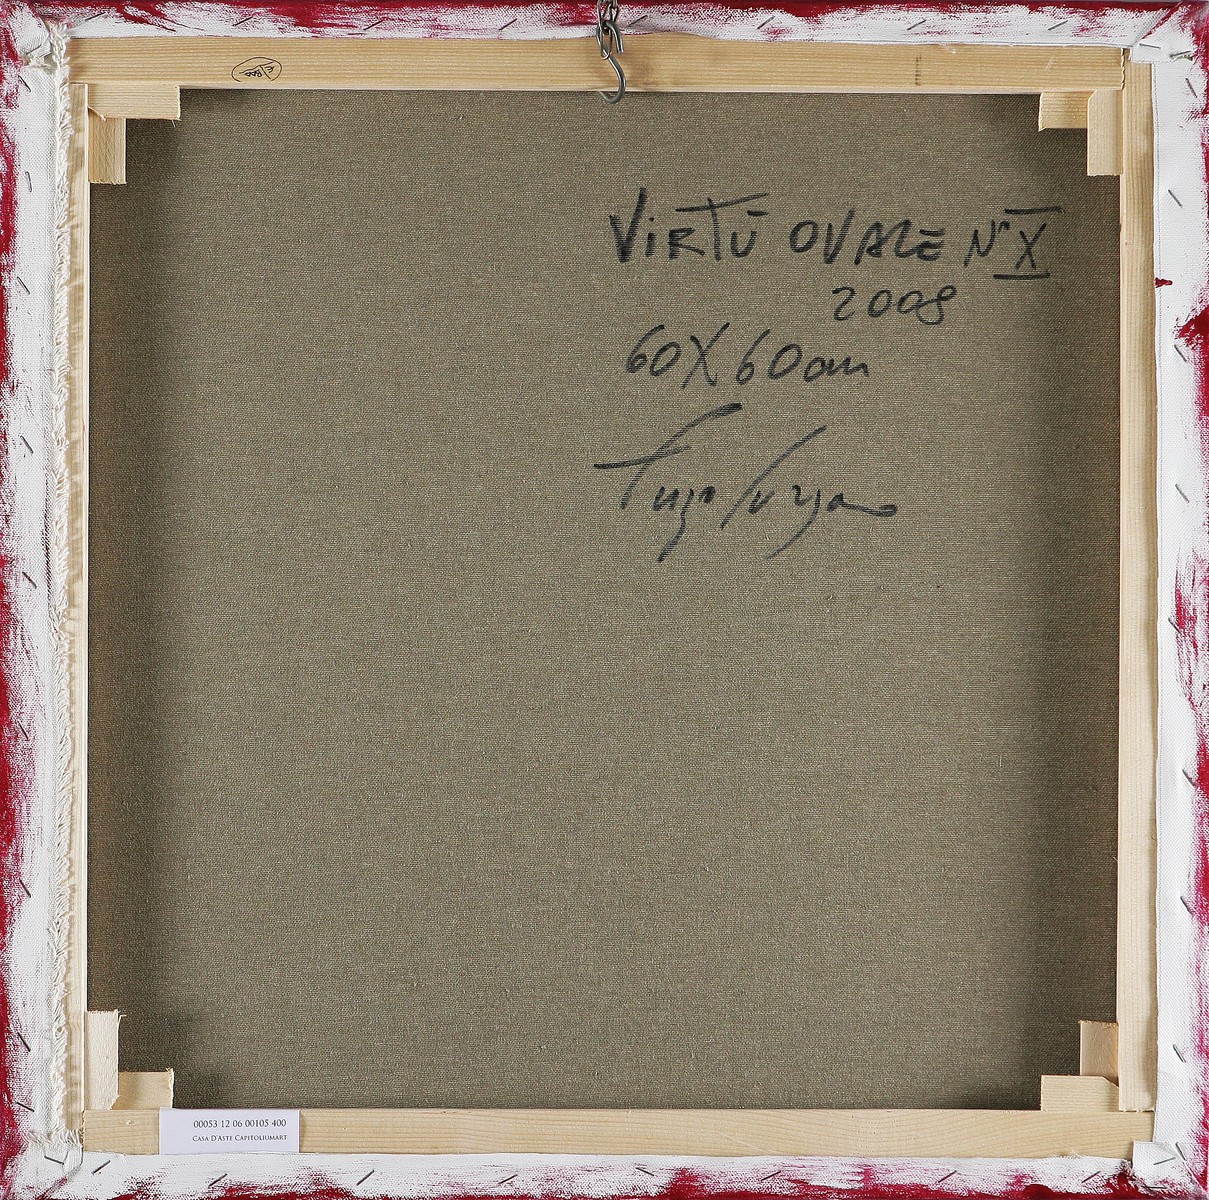 VIRTÙ OVALE N° X
2008
60X60cm
00053 12 06 00105 400
CASA D'ASTE CAPITOLIUMART